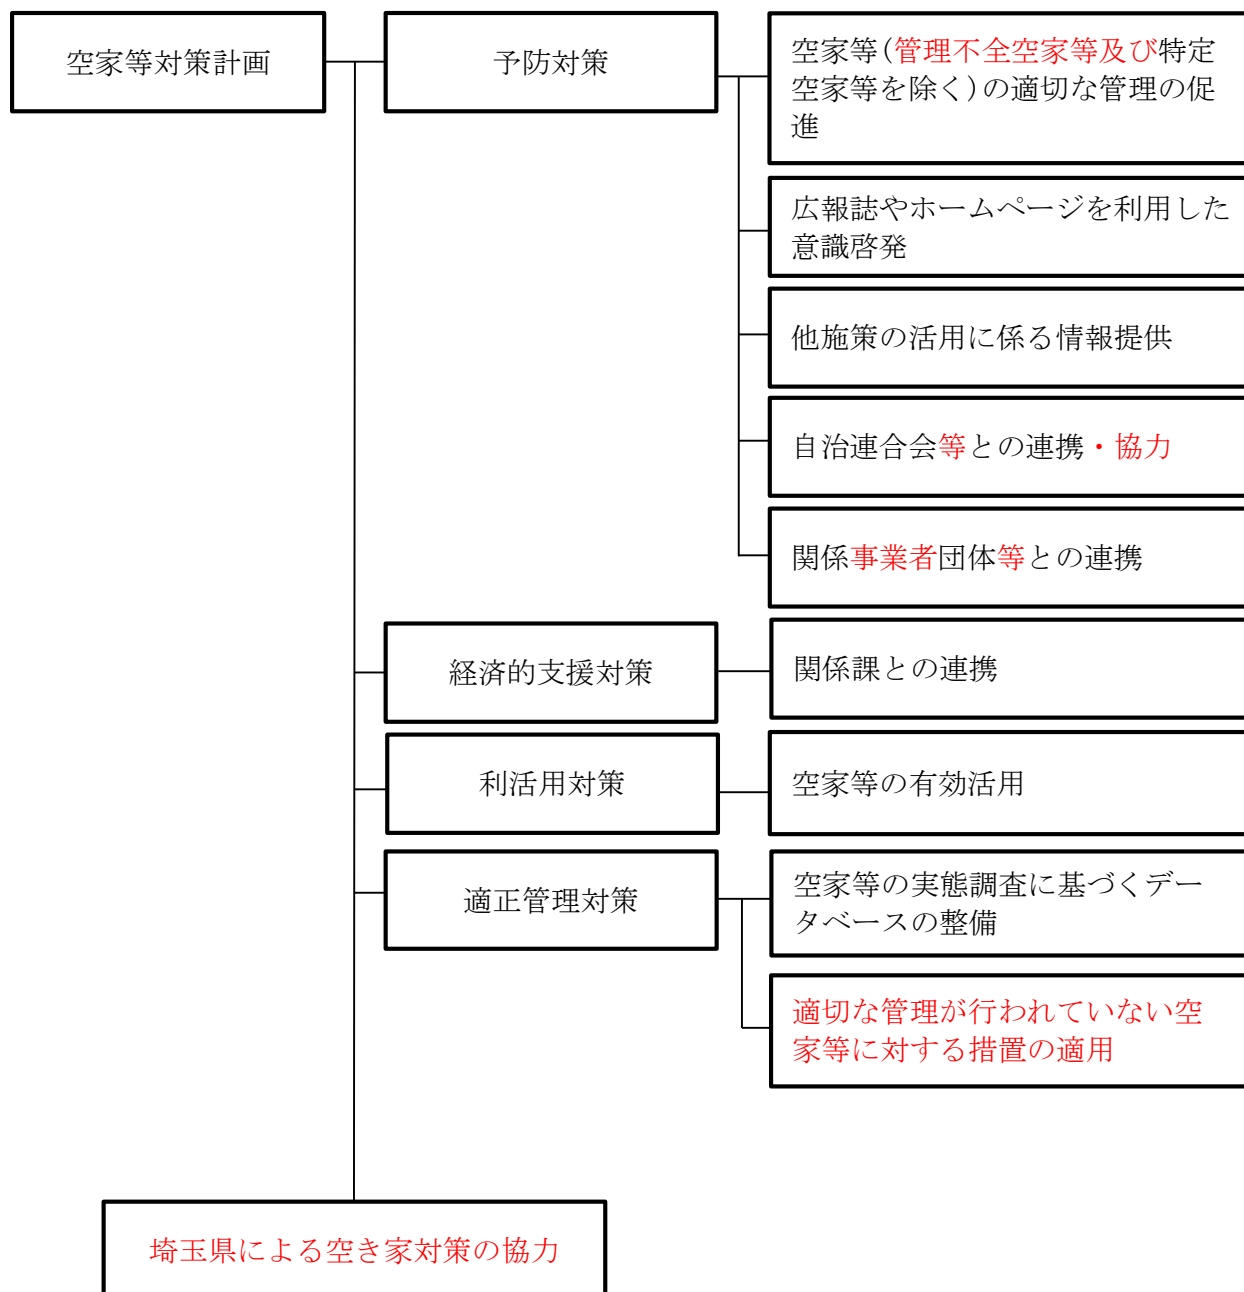 空家等対策計画
予防対策
空家等(管理不全空家等及び特定
空家等を除く)の適切な管理の促
進
広報誌やホームページを利用した
意識啓発
他施策の活用に係る情報提供
自治連合会等との連携・協力
関係事業者団体等との連携
経済的支援対策
関係課との連携
利活用対策
空家等の有効活用
適正管理対策
空家等の実態調査に基づくデー
タベースの整備
適切な管理が行われていない空
家等に対する措置の適用
埼玉県による空き家対策の協力